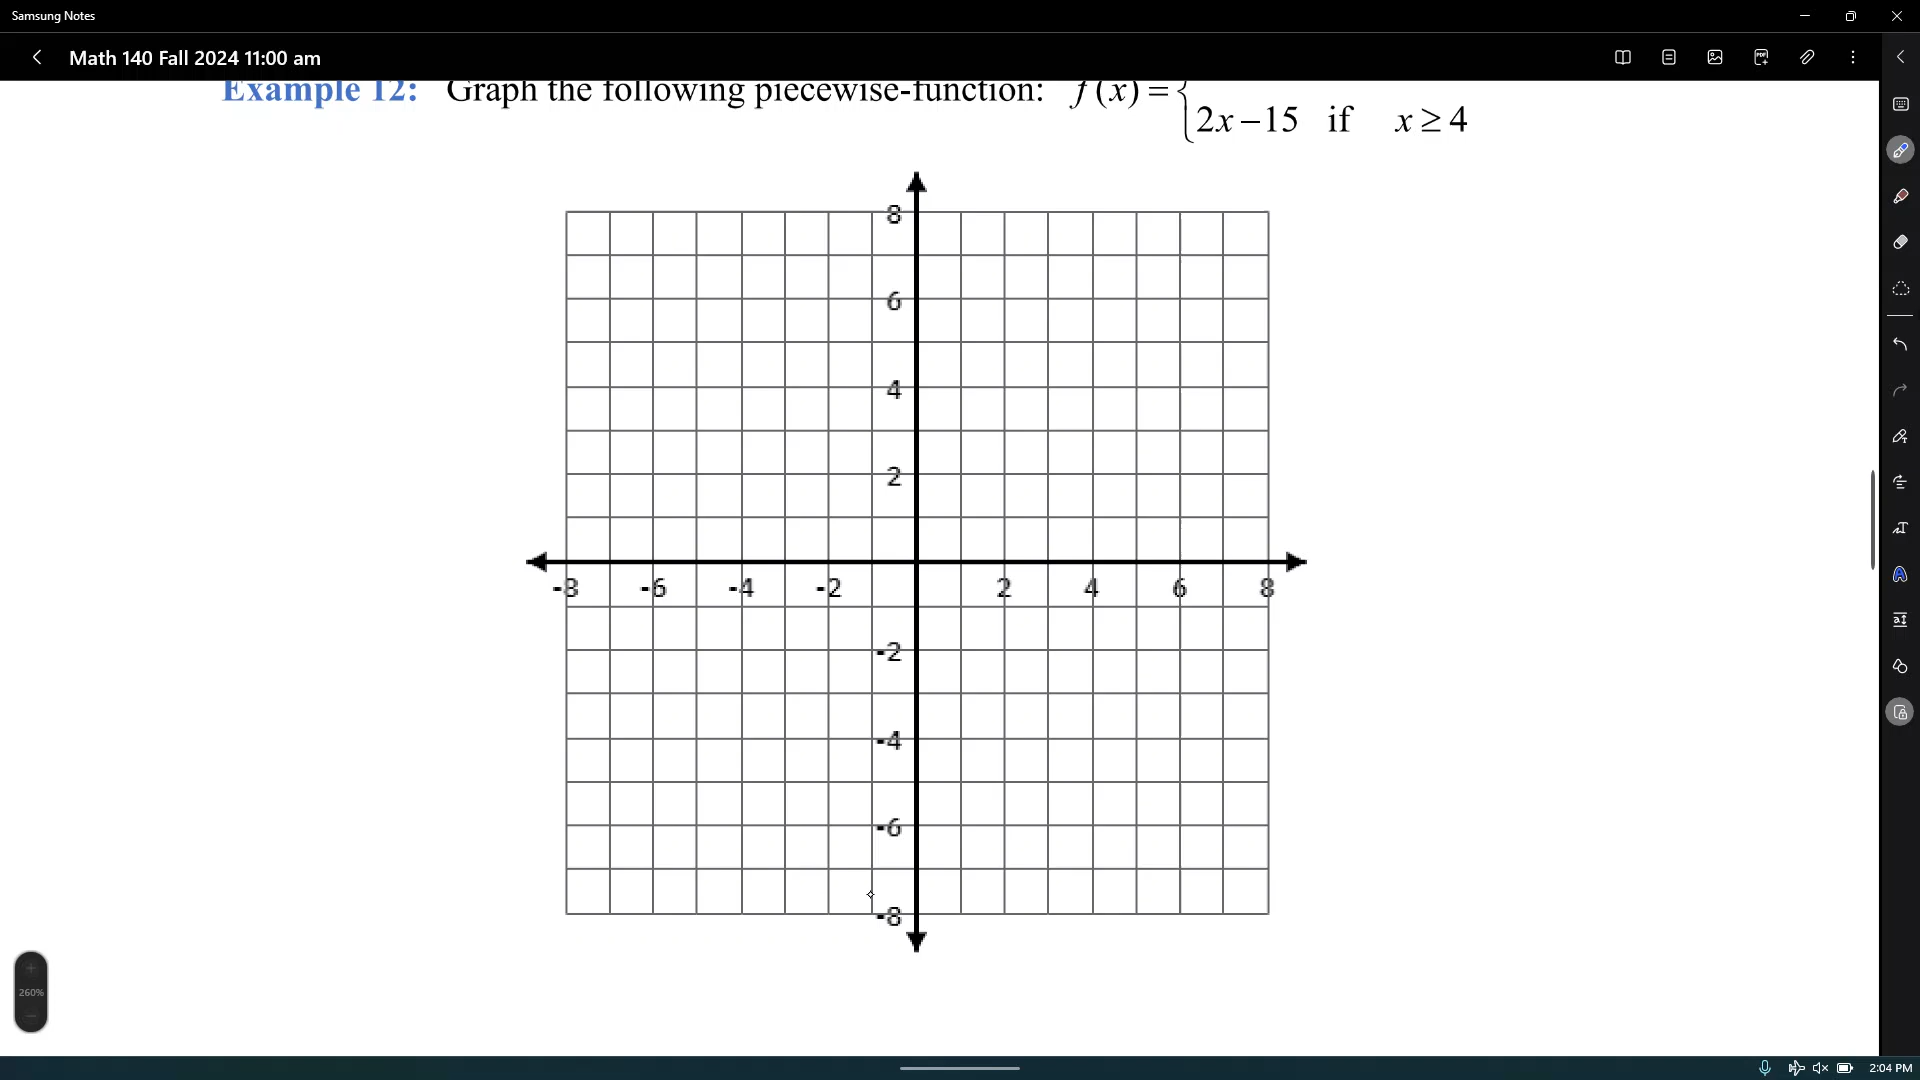 Samsung Notes
Math 140 Fall 2024 11:00 am
Example 12: Graph the following piecewise-function: f(x)={
2x−15 if x≥4
8
6
4
2
-8 -6 -4 -2 2 4 6 8
-2
-4
-6
-8
260%
2:04 PM